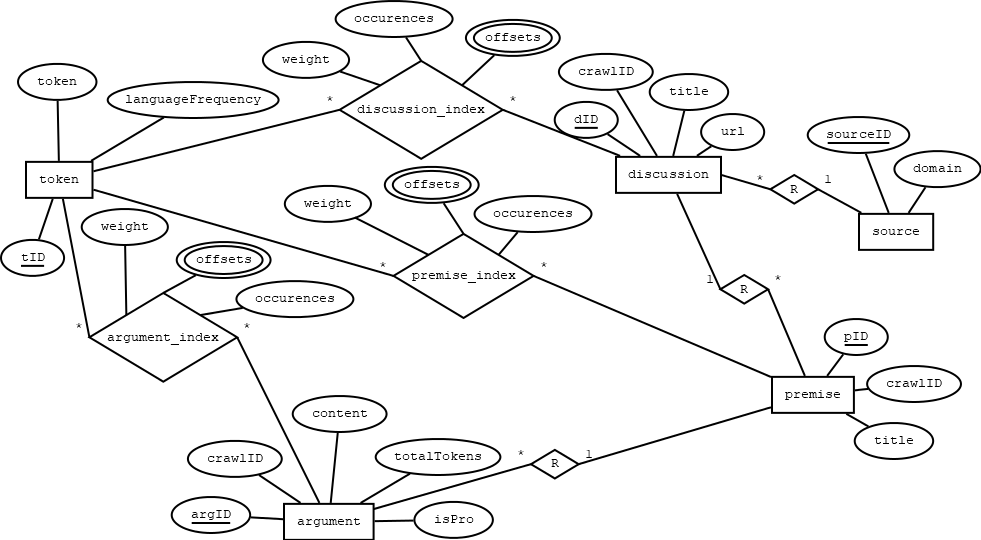 occurences
offsets
weight
crawlID
token
title
languageFrequency
*
discussion_index
*
dID
url
sourceID
token
discussion
*
R
1
domain
offsets
weight
occurences
source
weight
tID
offsets
*
premise_index
*
1
R
*
occurences
*
argument_index
*
pID
crawlID
premise
content
title
crawlID
totalTokens
*
R
1
argID
argument
isPro